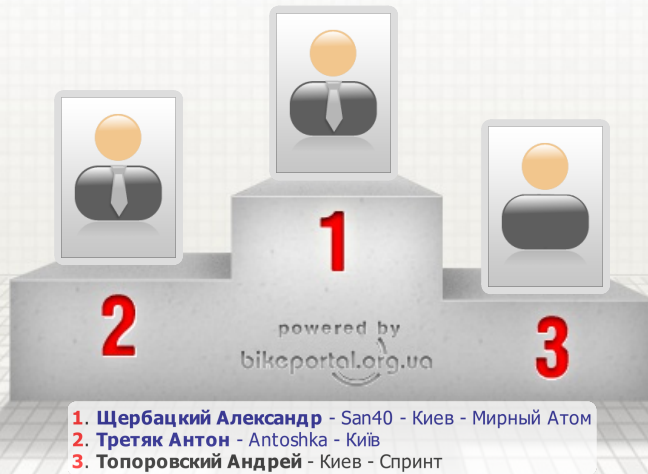 1
2
3
powered by
bikeportal.org.ua
1. Щербацкий Александр - San40 - Киев - Мирный Атом
2. Третяк Антон - Antoshka - Київ
3. Топоровский Андрей - Киев - Спринт